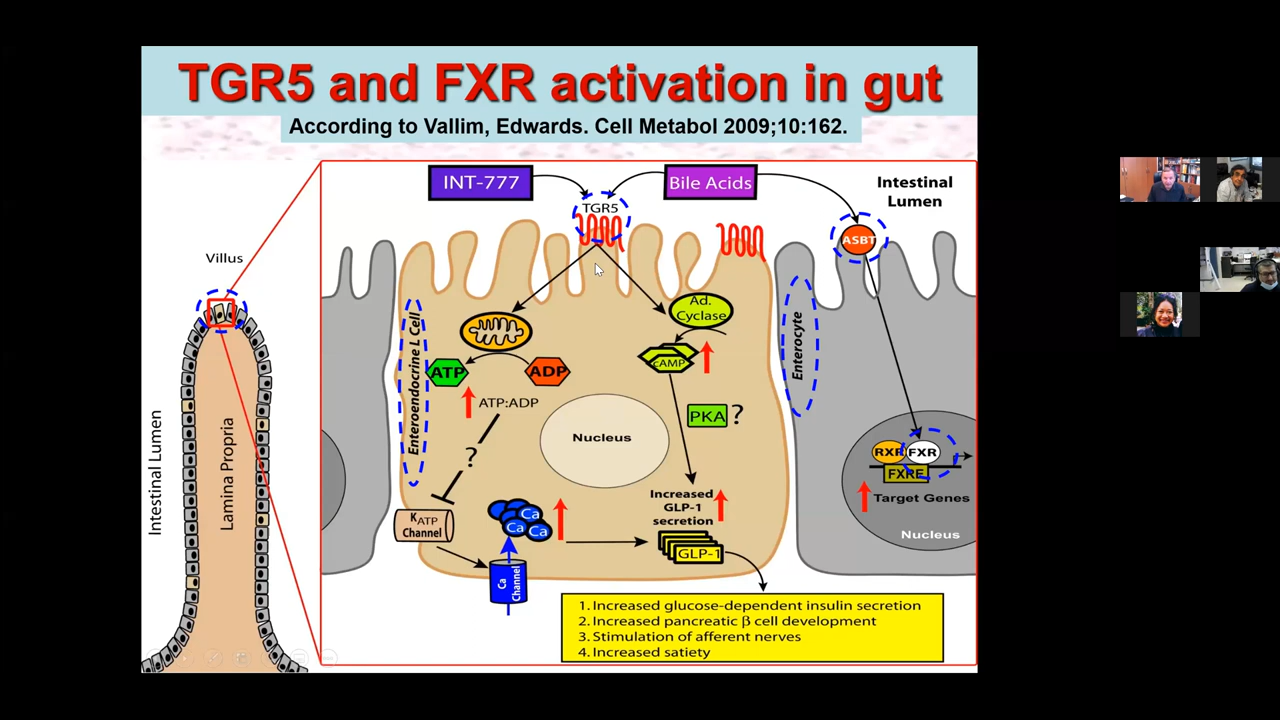 TGR5 and FXR activation in gut
According to Vallim, Edwards. Cell Metabol 2009;10:162.
INT-777
Bile Acids
Intestinal
Lumen
TGR5
ASBT
Villus
Ad.
Cyclase
cAMP
Enteroendocrine L Cell
Enterocyte
ATP
ADP
ATP:ADP
PKA
?
?
Nucleus
Intestinal Lumen
Lamina Propria
RXR
FXR
FXRE
Target Genes
Nucleus
Increased
GLP-1
secretion
KATP
Channel
Ca
Ca
Ca
GLP-1
Ca
Channel
1. Increased glucose-dependent insulin secretion
2. Increased pancreatic β cell development
3. Stimulation of afferent nerves
4. Increased satiety